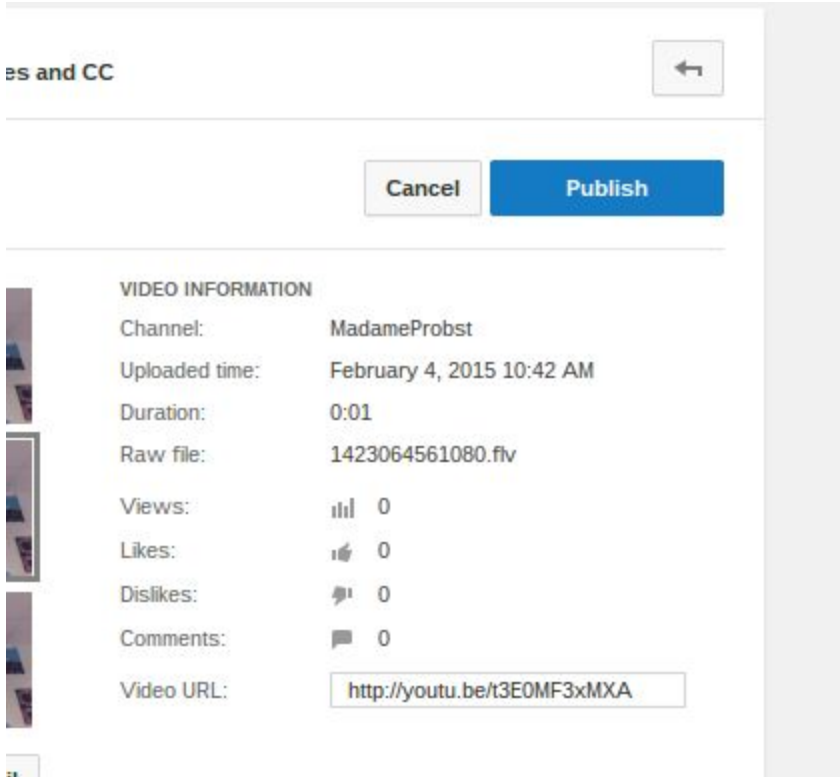 es and CC
Cancel Publish
VIDEO INFORMATION
Channel: MadameProbst
Uploaded time: February 4, 2015 10:42 AM
Duration: 0:01
Raw file: 1423064561080.flv
Views: 0
Likes: 0
Dislikes: 0
Comments: 0
Video URL: http://youtu.be/t3E0MF3xMXA